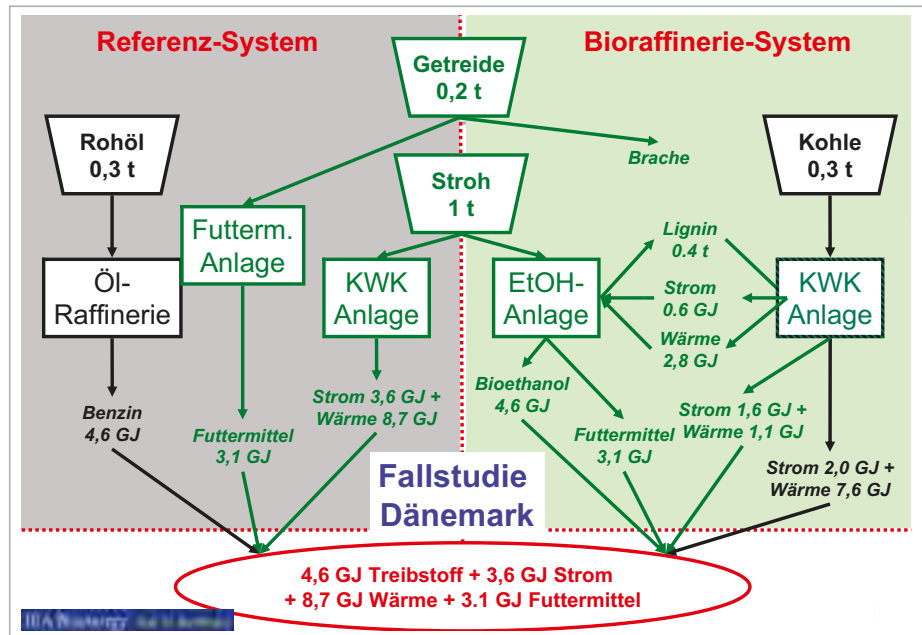 Referenz-System
Bioraffinerie-System
Getreide
0,2 t
Rohöl
0,3 t
Kohle
0,3 t
Brache
Stroh
1 t
Futterm.
Anlage
Lignin
0.4 t
Öl-
Raffinerie
KWK
Anlage
EtOH-
Anlage
Strom
0.6 GJ
KWK
Anlage
Wärme
2,8 GJ
Benzin
4,6 GJ
Futtermittel
3,1 GJ
Strom 3,6 GJ +
Wärme 8,7 GJ
Bioethanol
4,6 GJ
Futtermittel
3,1 GJ
Strom 1,6 GJ +
Wärme 1,1 GJ
Strom 2,0 GJ +
Wärme 7,6 GJ
Fallstudie
Dänemark
4,6 GJ Treibstoff + 3,6 GJ Strom
+ 8,7 GJ Wärme + 3.1 GJ Futtermittel
IEA Bioenergy